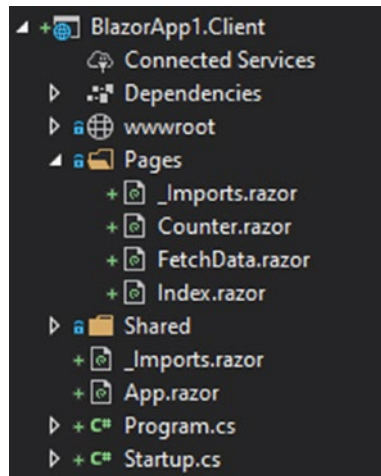 BlazorApp1.Client
Connected Services
Dependencies
wwwroot
Pages
_Imports.razor
Counter.razor
FetchData.razor
Index.razor
Shared
_Imports.razor
App.razor
C# Program.cs
C# Startup.cs